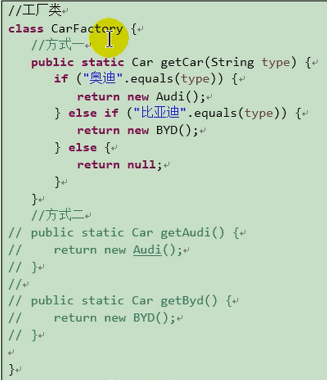 //工厂类
class CarFactory {
//方式一
public static Car getCar(String type) {
if ("奥迪".equals(type)) {
return new Audi();
} else if ("比亚迪".equals(type)) {
return new BYD();
} else {
return null;
}
}
//方式二
// public static Car getAudi() {
// return new Audi();
// }
//
// public static Car getByd() {
// return new BYD();
// }
}